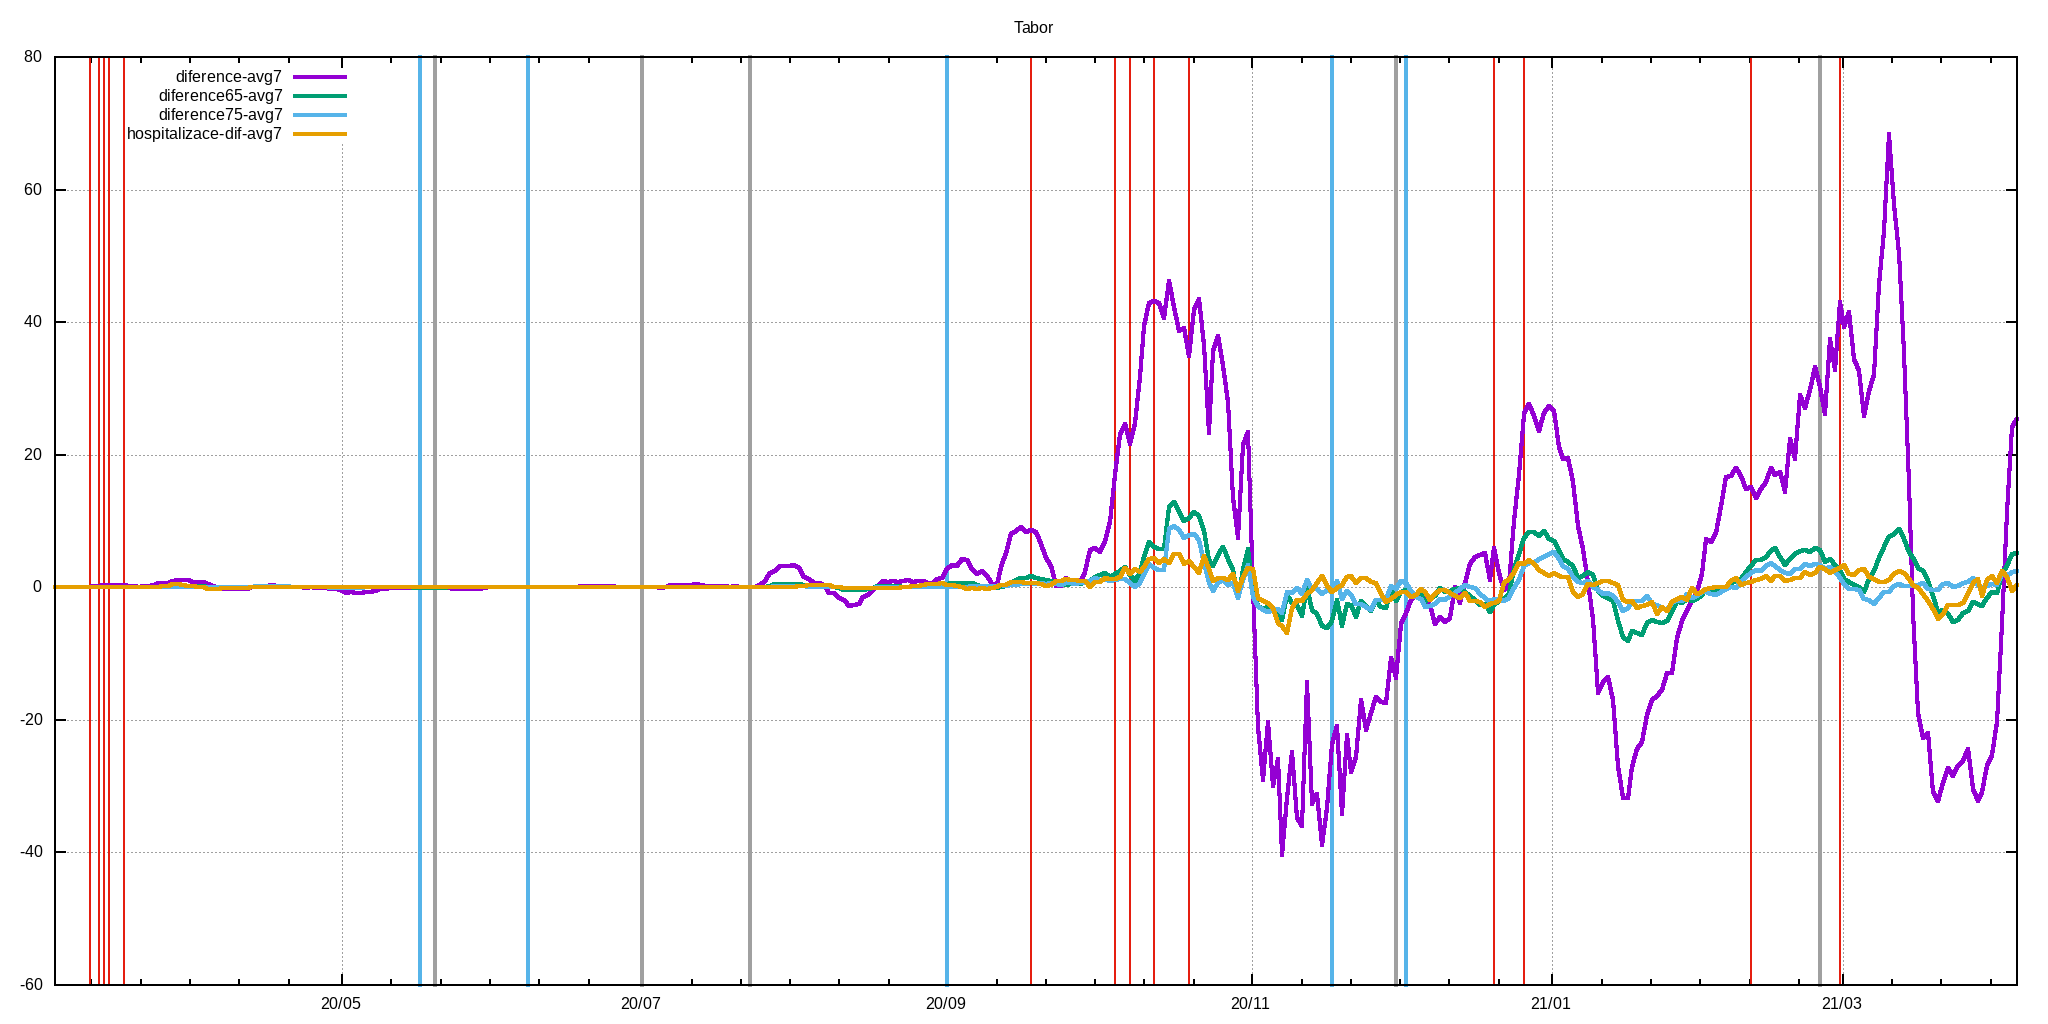 Tabor
80
60
40
20
0
-20
-40
-60
diference-avg7
diference65-avg7
diference75-avg7
hospitalizace-dif-avg7
20/05 20/07 20/09 20/11 21/01 21/03